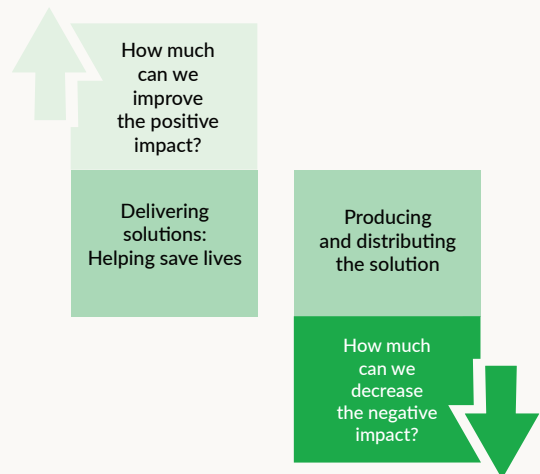 How much
can we
improve
the positive
impact?
Delivering
solutions:
Helping save lives
Producing
and distributing
the solution
How much
can we
decrease
the negative
impact?